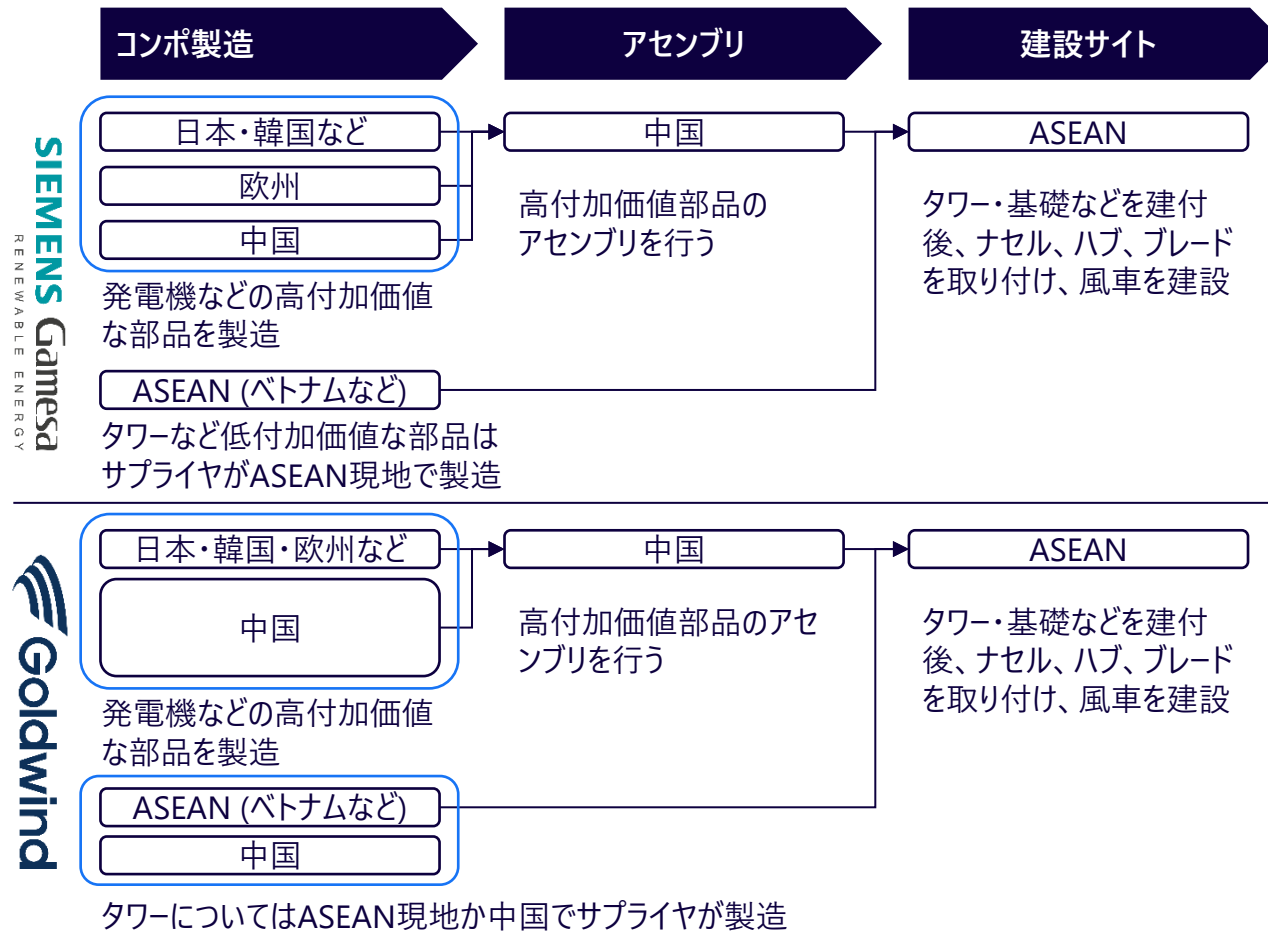 コンポ製造
アセンブリ
建設サイト
SIEMENS Gamesa
RENEWABLE ENERGY
日本・韓国など
欧州
中国
発電機などの高付加価値
な部品を製造
ASEAN (ベトナムなど)
タワーなど低付加価値な部品は
サプライヤがASEAN現地で製造
中国
高付加価値部品の
アセンブリを行う
ASEAN
タワー・基礎などを建付
後、ナセル、ハブ、ブレード
を取り付け、風車を建設
Goldwind
日本・韓国・欧州など
中国
発電機などの高付加価値
な部品を製造
ASEAN (ベトナムなど)
中国
タワーについてはASEAN現地か中国でサプライヤが製造
中国
高付加価値部品のアセ
ンブリを行う
ASEAN
タワー・基礎などを建付
後、ナセル、ハブ、ブレード
を取り付け、風車を建設